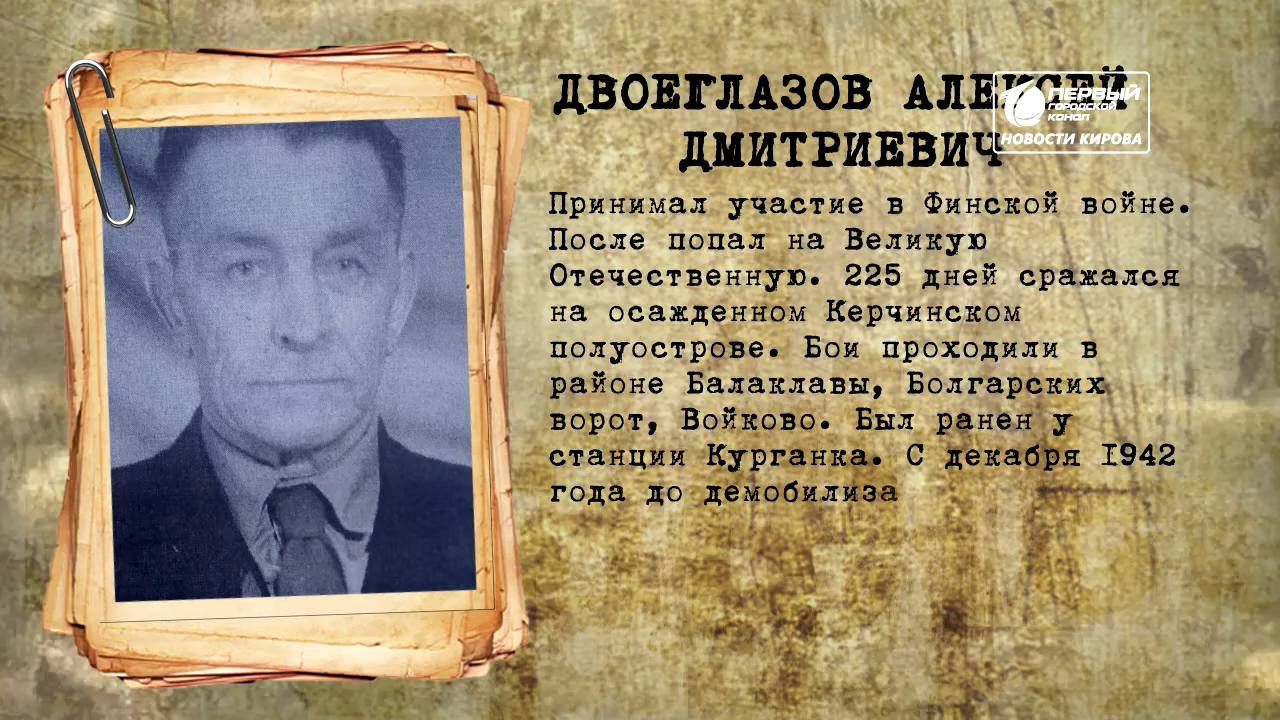 ДВОЕГЛАЗОВ АЛЕКСЕЙ
ДМИТРИЕВИЧ
ПЕРВЫЙ
ГОРОДСКОЙ
КАНАЛ
НОВОСТИ КИРОВА
Принимал участие в Финской войне.
После попал на Великую
Отечественную. 225 дней сражался
на осажденном Керчинском
полуострове. Бои проходили в
районе Балаклавы, Болгарских
ворот, Войково. Был ранен у
станции Курганка. С декабря 1942
года до демобилиза